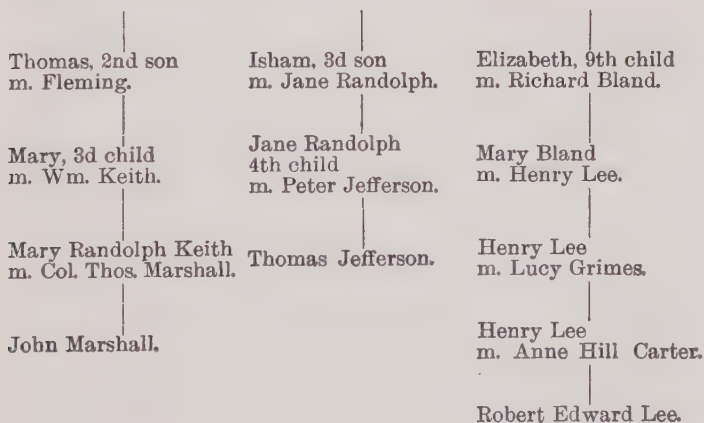 Thomas, 2nd son
m. Fleming.
Mary, 3d child
m. Wm. Keith.
Mary Randolph Keith
m. Col. Thos. Marshall.
John Marshall.
Isham, 3d son
m. Jane Randolph.
Jane Randolph
4th child
m. Peter Jefferson.
Thomas Jefferson.
Elizabeth, 9th child
m. Richard Bland.
Mary Bland
m. Henry Lee.
Henry Lee
m. Lucy Grimes.
Henry Lee
m. Anne Hill Carter.
Robert Edward Lee.